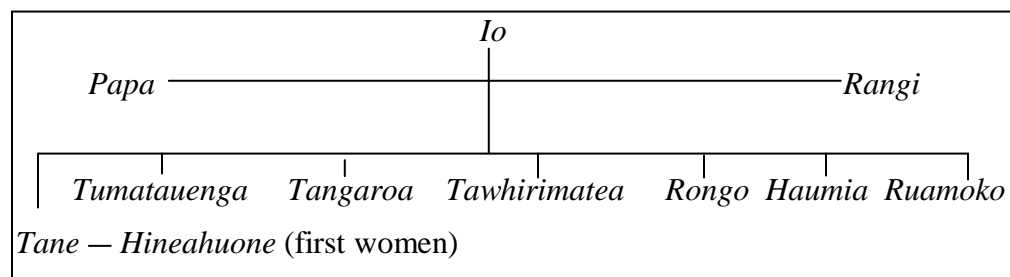 Io
Papa Rangi
Tumatauenga Tangaroa Tawhirimatea Rongo Haumia Ruamoko
Tane — Hineahuone (first women)